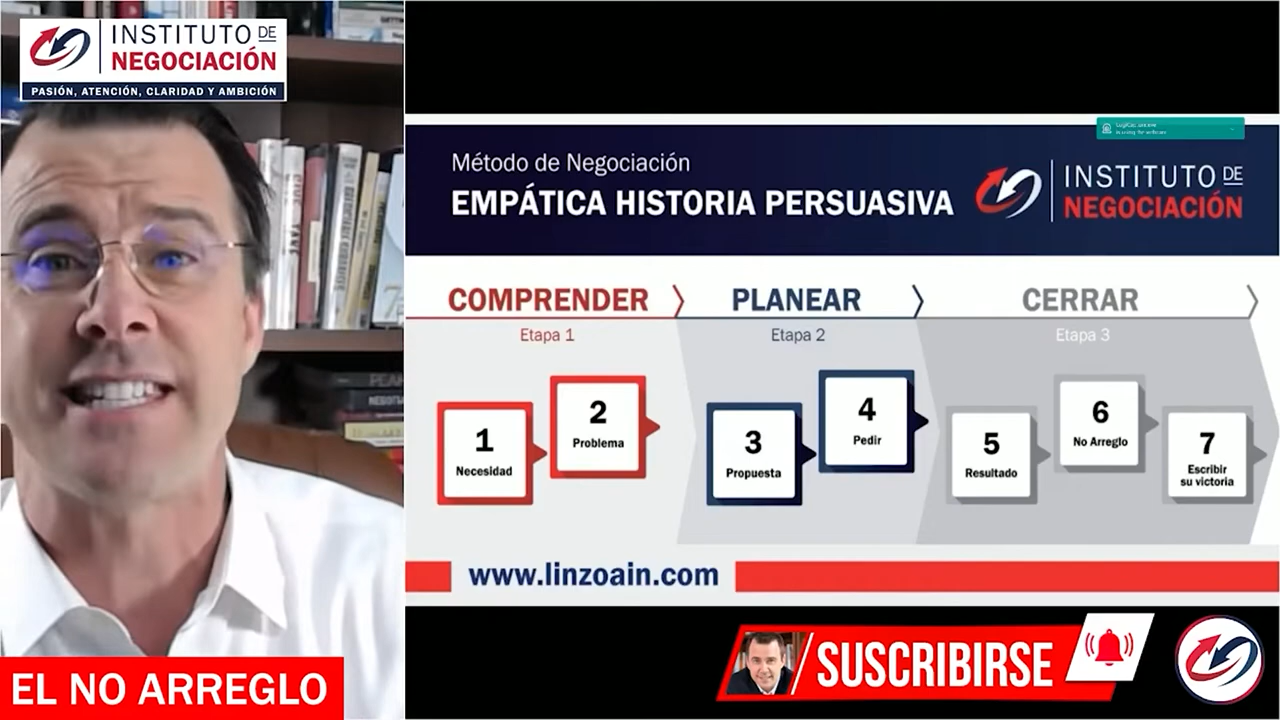 INSTITUTO DE
NEGOCIACIÓN
PASIÓN, ATENCIÓN, CLARIDAD Y AMBICIÓN
EL NO ARREGLO
Método de Negociación
EMPÁTICA HISTORIA PERSUASIVA
INSTITUTO DE
NEGOCIACIÓN
COMPRENDER
Etapa 1
PLANEAR
Etapa 2
CERRAR
Etapa 3
1
Necesidad
2
Problema
3
Propuesta
4
Pedir
5
Resultado
6
No Arreglo
7
Escribir
su victoria
www.linzoain.com
SUSCRIBIRSE